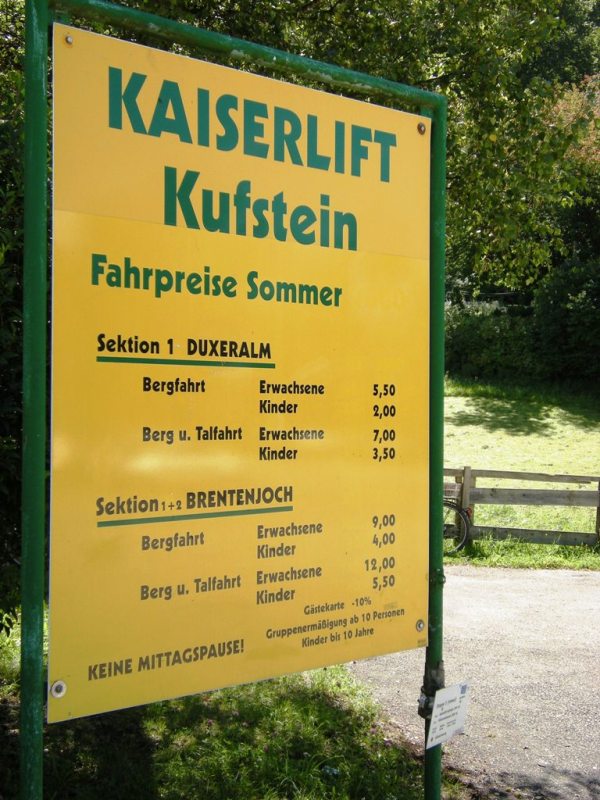 KAISERLIFT
Kufstein
Fahrpreise Sommer
Sektion 1 DUXERALM
Bergfahrt Erwachsene 5,50
Kinder 2,00
Berg u. Talfahrt Erwachsene 7,00
Kinder 3,50
Sektion 1+2 BRENTENJOCH
Bergfahrt Erwachsene 9,00
Kinder 4,00
Berg u. Talfahrt Erwachsene 12,00
Kinder 5,50
Gästekarte -10%
Gruppenermäßigung ab 10 Personen
Kinder bis 10 Jahre
KEINE MITTAGSPAUSE!